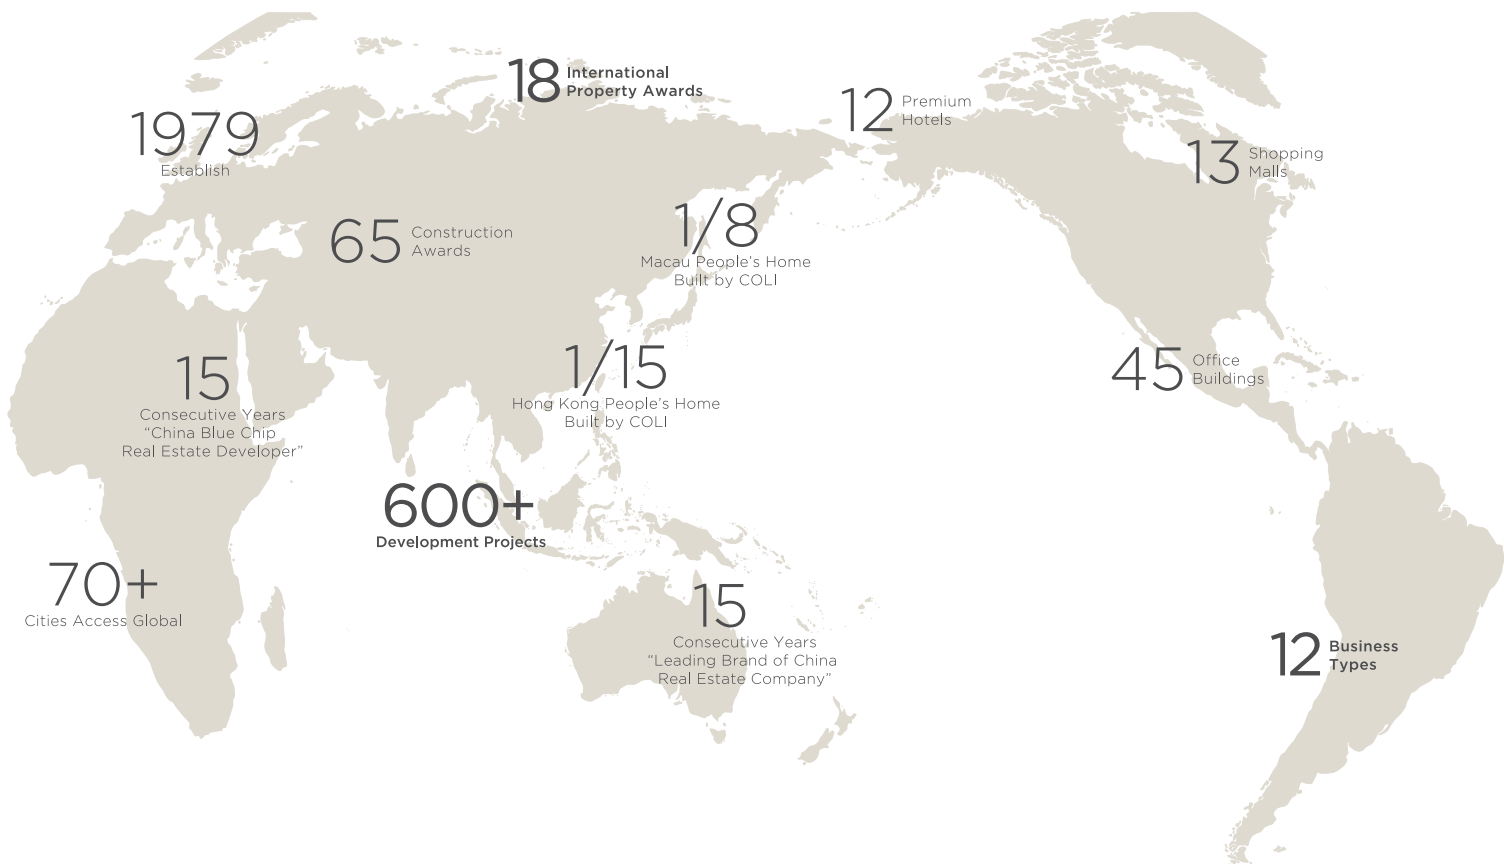 18
International
Property Awards
12
Premium
Hotels
1979
Establish
13
Shopping
Malls
65
Construction
Awards
1/8
Macau People's Home
Built by COLI
15
Consecutive Years
“China Blue Chip
Real Estate Developer”
1/15
Hong Kong People's Home
Built by COLI
45
Office
Buildings
600+
Development Projects
70+
Cities Access Global
15
Consecutive Years
“Leading Brand of China
Real Estate Company”
12
Business
Types